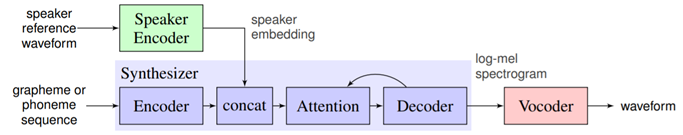 speaker
reference
waveform
Speaker
Encoder
speaker
embedding
Synthesizer
grapheme or
phoneme
sequence
Encoder
concat
Attention
Decoder
log-mel
spectrogram
Vocoder
waveform